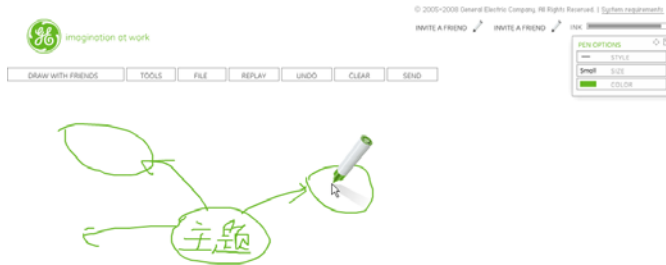 © 2005-2008 General Electric Company, All Rights Reserved. | System requirements
INVITE A FRIEND INVITE A FRIEND INK
GE imagination at work
PEN OPTIONS
STYLE
Small SIZE
COLOR
DRAW WITH FRIENDS TOOLS FILE REPLAY UNDO CLEAR SEND
主题